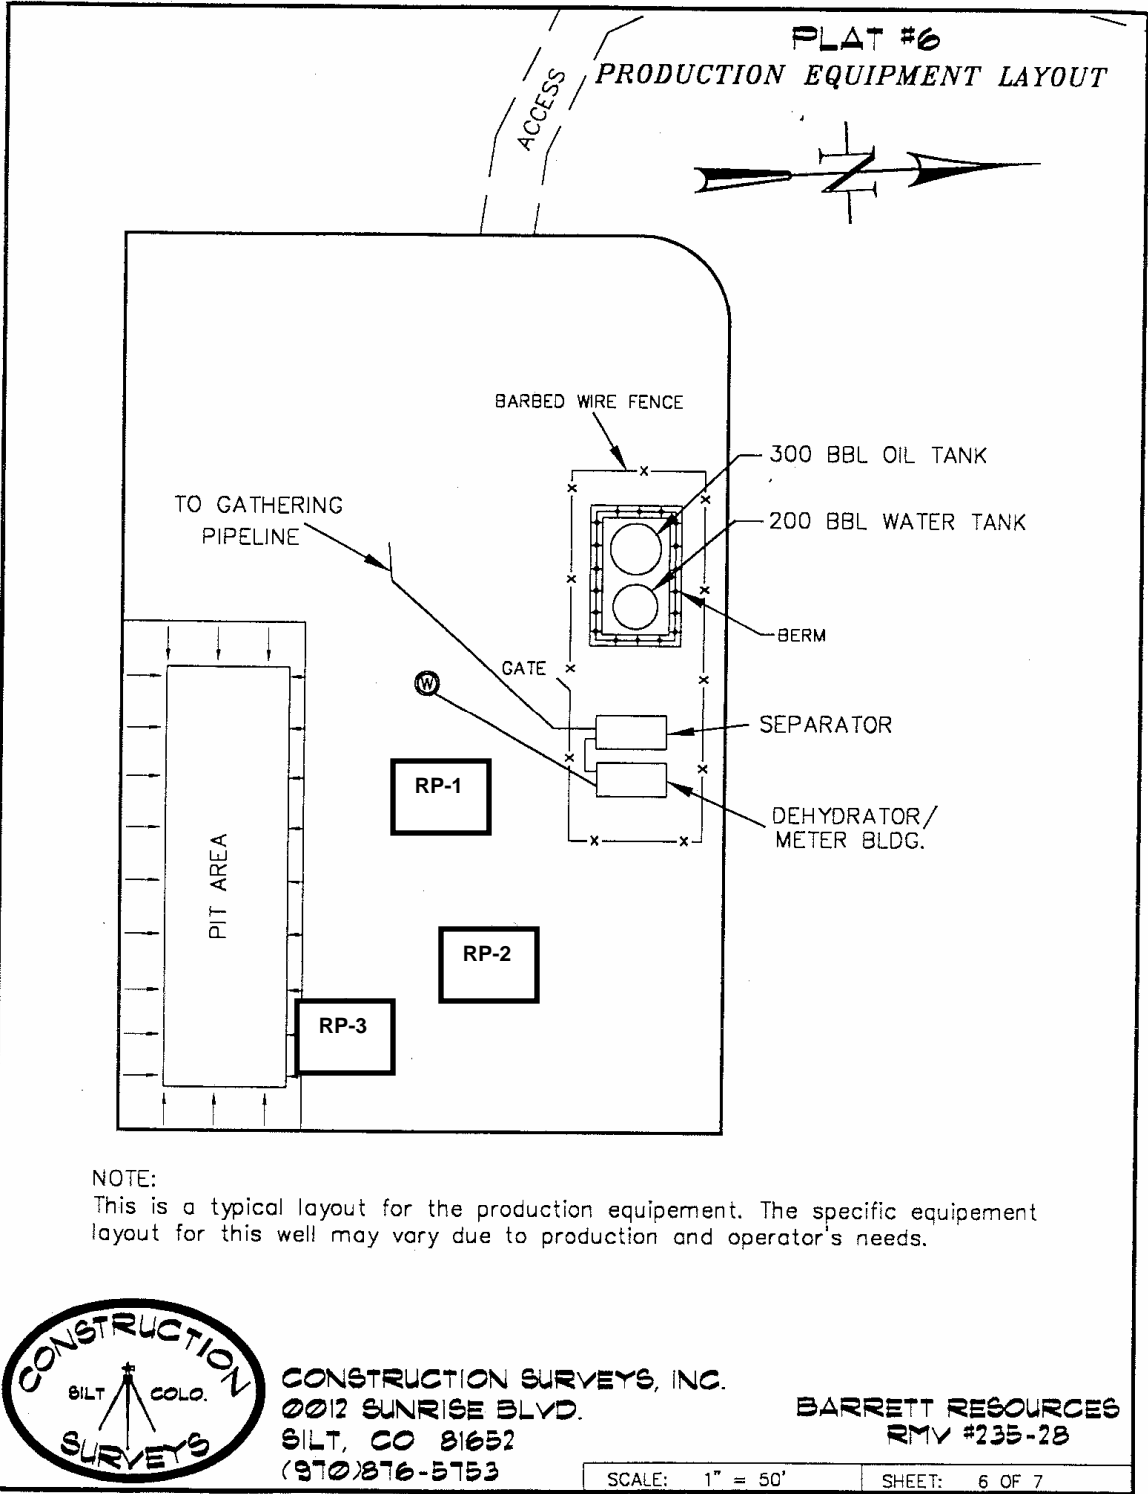 PLAT #6
PRODUCTION EQUIPMENT LAYOUT
ACCESS
N
BARBED WIRE FENCE
300 BBL OIL TANK
TO GATHERING
PIPELINE
200 BBL WATER TANK
BERM
GATE
W
SEPARATOR
RP-1
DEHYDRATOR/
METER BLDG.
PIT AREA
RP-2
RP-3
NOTE:
This is a typical layout for the production equipement. The specific equipement
layout for this well may vary due to production and operator's needs.
CONSTRUCTION
SILT COLO.
SURVEYS
CONSTRUCTION SURVEYS, INC.
0012 SUNRISE BLVD.
SILT, CO 81652
(970)876-5753
BARRETT RESOURCES
RMV #235-28
SCALE: 1" = 50'
SHEET: 6 OF 7